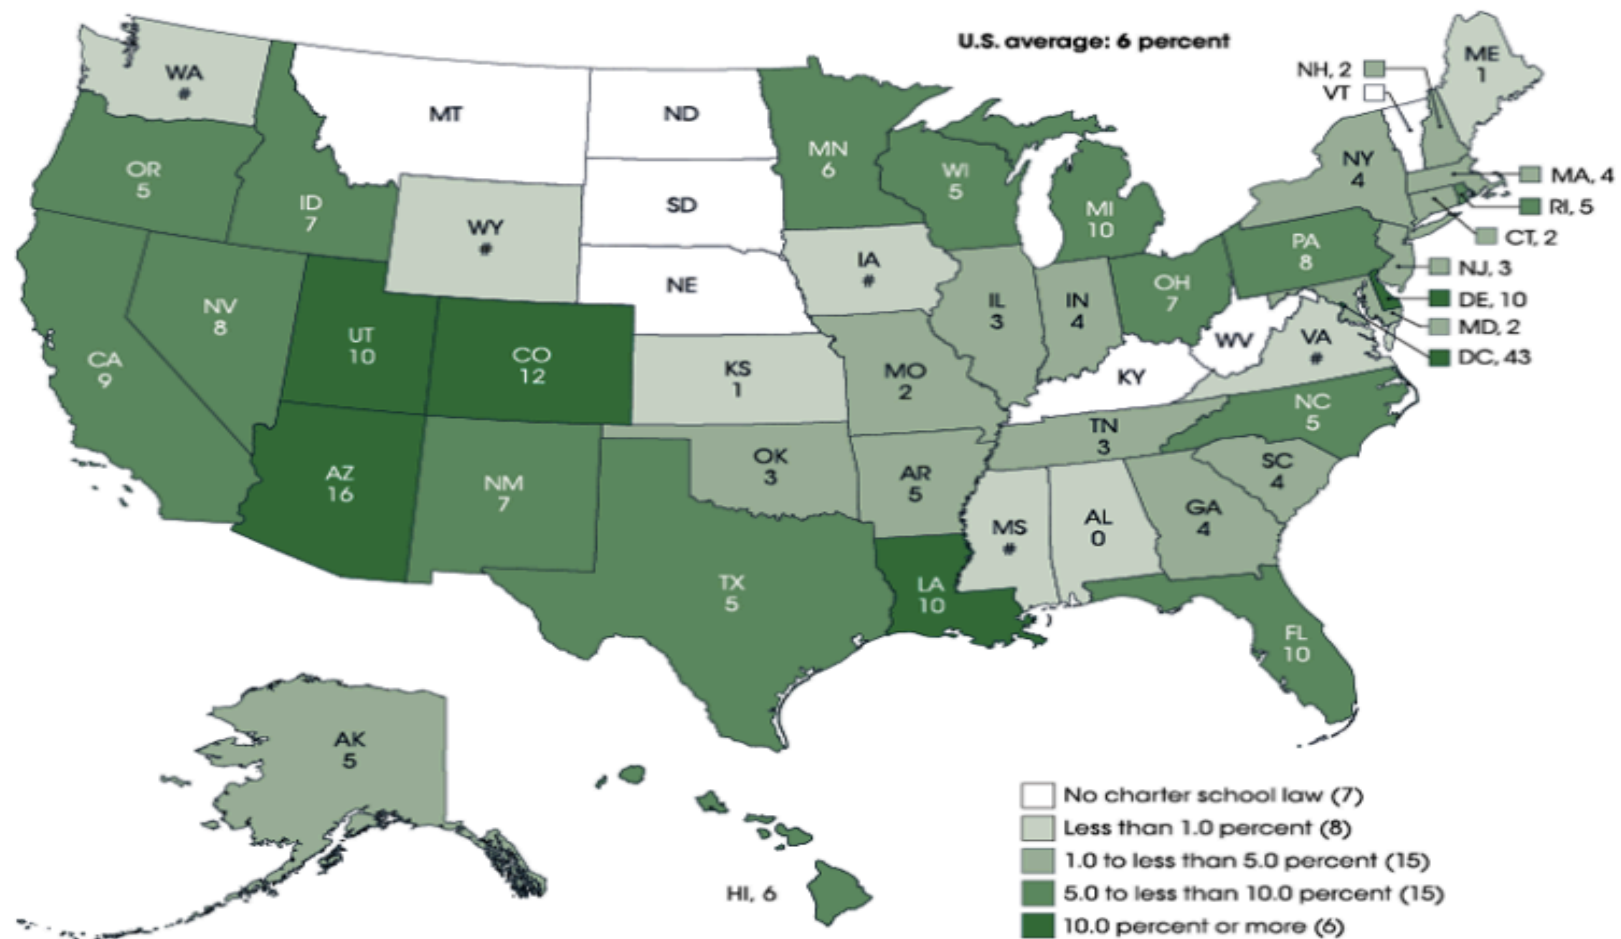 U.S. average: 6 percent
WA
#
MT
ND
MN
6
OR
5
ID
7
WY
#
SD
WI
5
MI
10
NY
4
NH, 2
VT
ME
1
MA, 4
RI, 5
CT, 2
NJ, 3
DE, 10
MD, 2
DC, 43
NE
IA
#
IL
3
IN
4
OH
7
PA
8
WV
VA
#
KY
NV
8
UT
10
CO
12
CA
9
KS
1
MO
2
TN
3
NC
5
SC
4
AZ
16
NM
7
OK
3
AR
5
MS
#
AL
0
GA
4
TX
5
LA
10
FL
10
AK
5
HI, 6
No charter school law (7)
Less than 1.0 percent (8)
1.0 to less than 5.0 percent (15)
5.0 to less than 10.0 percent (15)
10.0 percent or more (6)